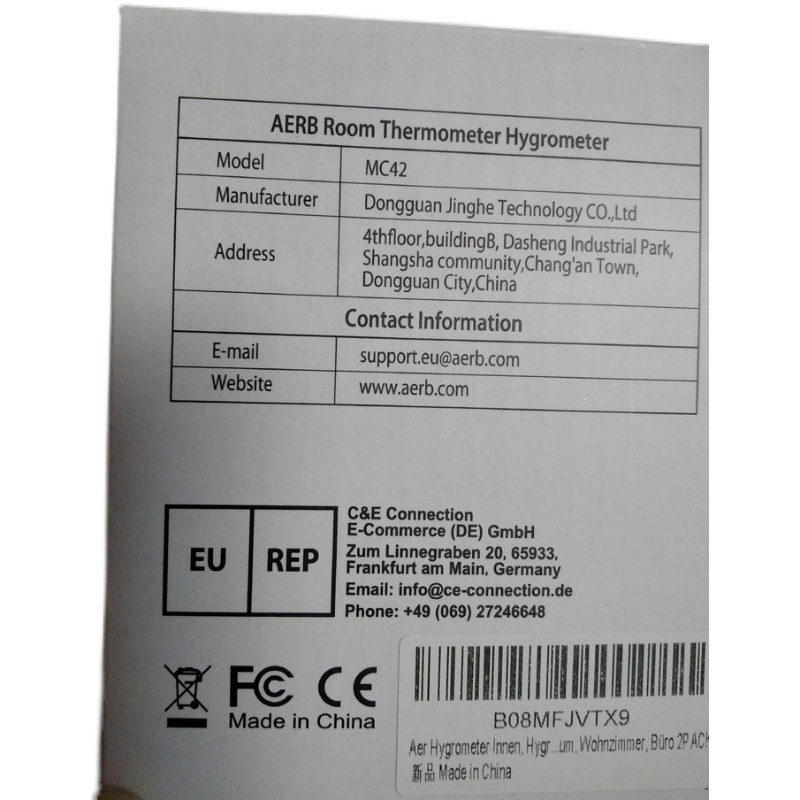 AERB Room Thermometer Hygrometer
Model MC42
Manufacturer Dongguan Jinghe Technology CO.,Ltd
Address 4thfloor,buildingB, Dasheng Industrial Park,
Shangsha community,Chang'an Town,
Dongguan City,China
Contact Information
E-mail support.eu@aerb.com
Website www.aerb.com
EU REP
C&E Connection
E-Commerce (DE) GmbH
Zum Linnegraben 20, 65933,
Frankfurt am Main, Germany
Email: info@ce-connection.de
Phone: +49 (069) 27246648
FC CE
Made in China
B08MFJVTX9
Aer Hygrometer Innen, Hygr...um, Wohnzimmer, Büro 2P ACK
新品 Made in China